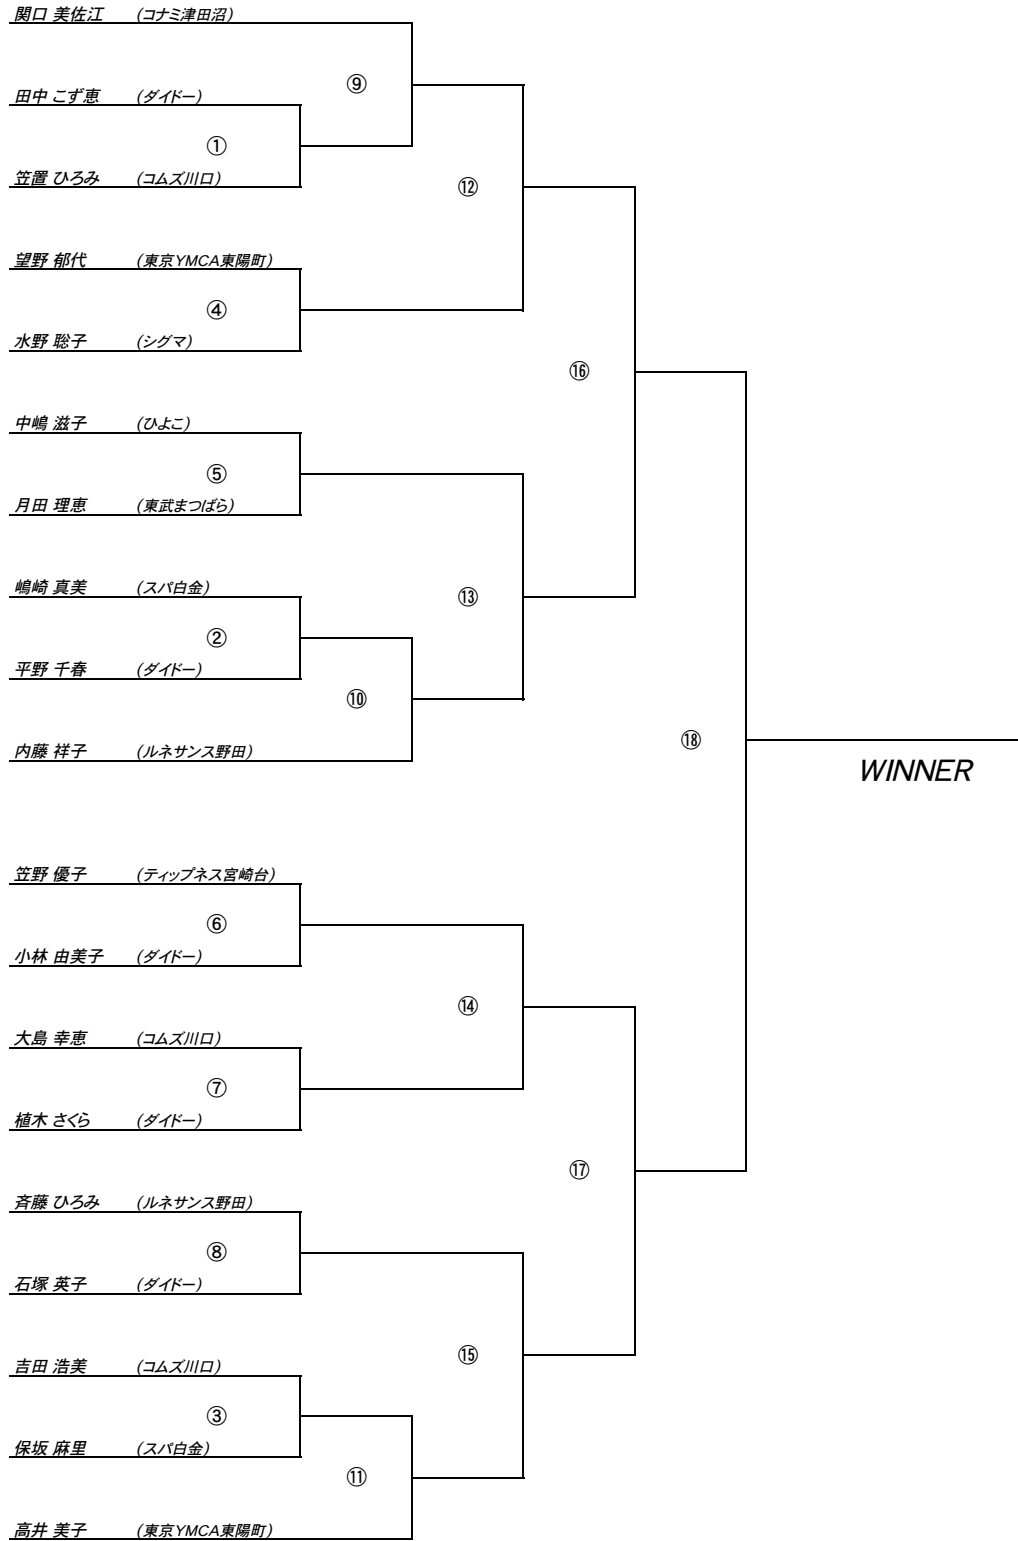 関口 美佐江 (コナミ津田沼)
⑨
田中 こず恵 (ダイドー)
①
笠置 ひろみ (コムズ川口)
⑫
望野 郁代 (東京YMCA東陽町)
④
水野 聡子 (シグマ)
⑯
中嶋 滋子 (ひよこ)
⑤
月田 理恵 (東武まつばら)
嶋崎 真美 (スパ白金)
⑬
②
平野 千春 (ダイドー)
⑩
内藤 祥子 (ルネサンス野田)
⑱
WINNER
笠野 優子 (ティップネス宮崎台)
⑥
小林 由美子 (ダイドー)
⑭
大島 幸恵 (コムズ川口)
⑦
植木 さくら (ダイドー)
⑰
斉藤 ひろみ (ルネサンス野田)
⑧
石塚 英子 (ダイドー)
⑮
吉田 浩美 (コムズ川口)
③
保坂 麻里 (スパ白金)
⑪
高井 美子 (東京YMCA東陽町)